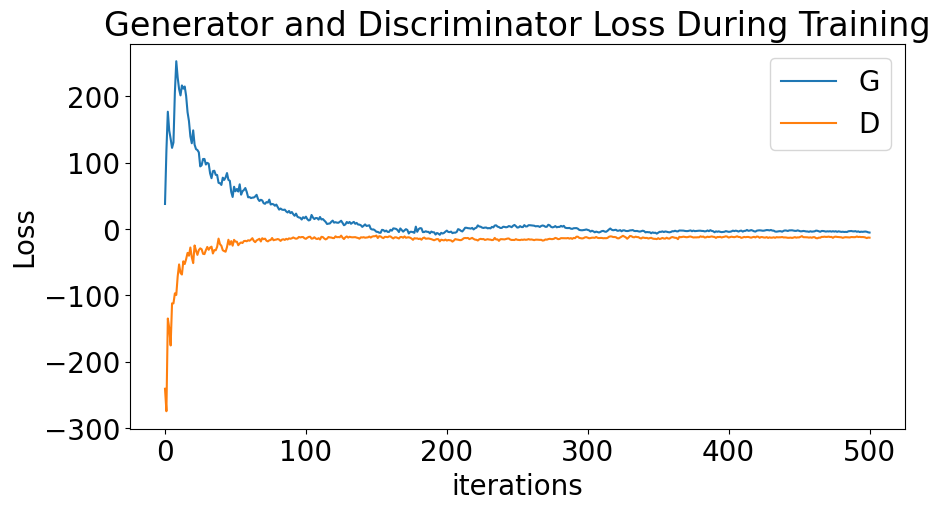 Generator and Discriminator Loss During Training
G
D
200
100
0
−100
−200
−300
Loss
0 100 200 300 400 500
iterations